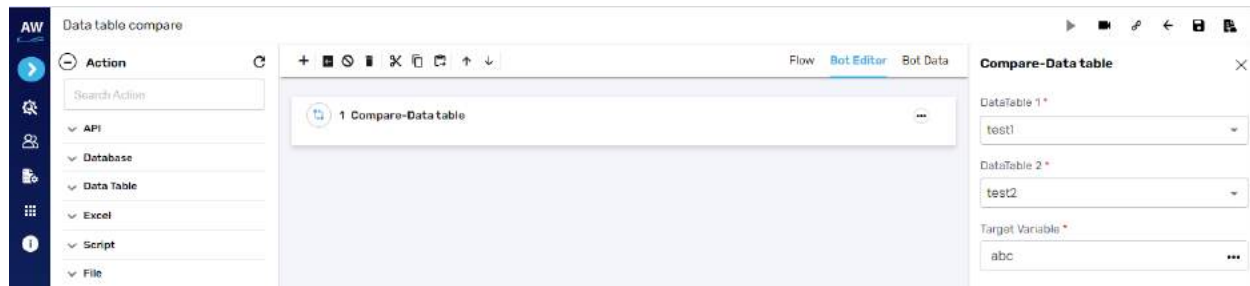 AW
Data table compare
Action
Search Action
API
Database
Data Table
Excel
Script
File
Flow
Bot Editor
Bot Data
1 Compare-Data table
Compare-Data table
DataTable 1 *
test1
DataTable 2 *
test2
Target Variable *
abc